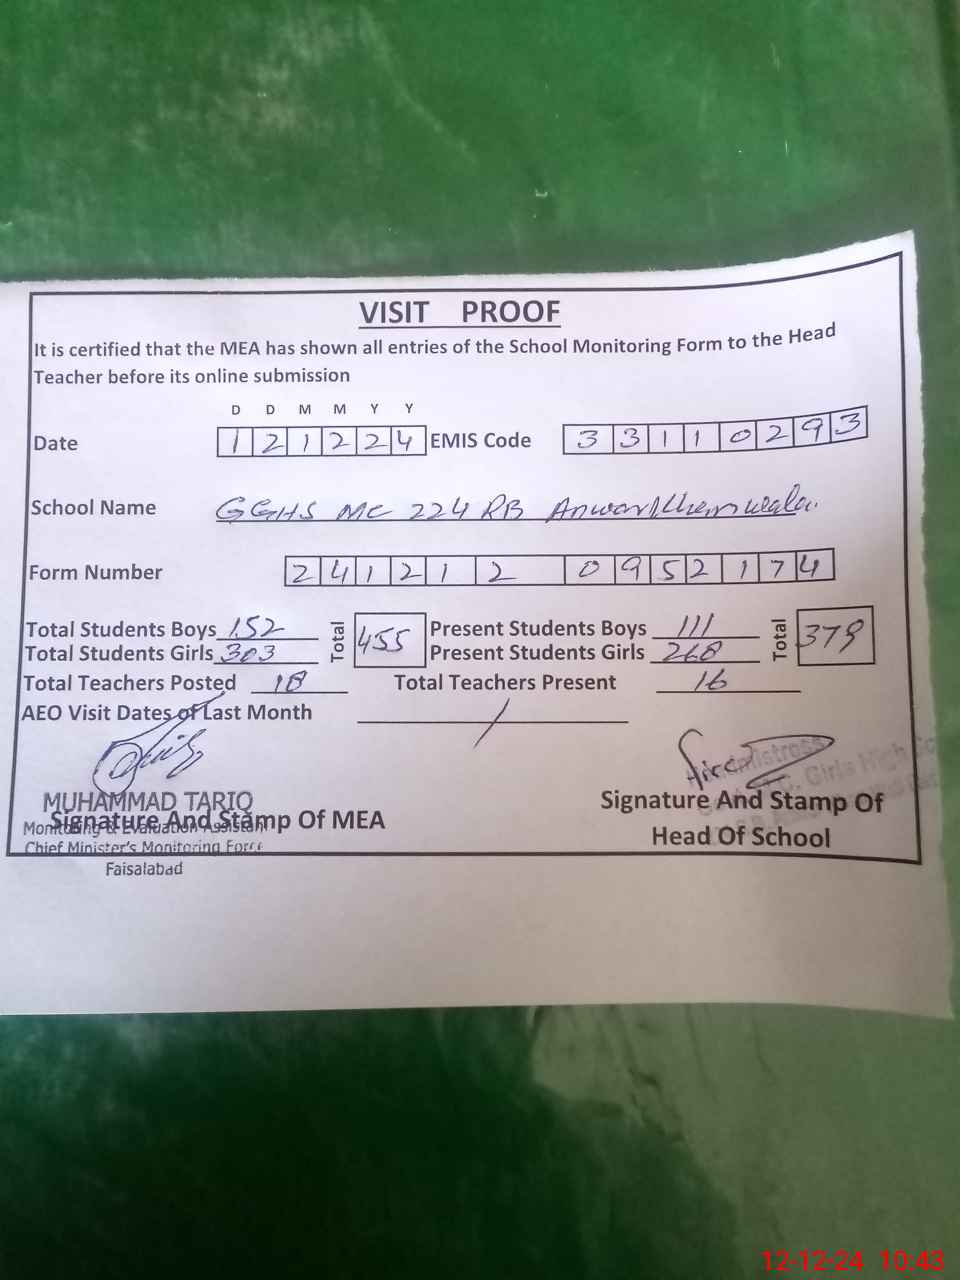 VISIT PROOF
It is certified that the MEA has shown all entries of the School Monitoring Form to the Head
Teacher before its online submission
D D M M Y Y
Date 1 2 1 2 2 4 EMIS Code 3 3 1 1 0 2 9 3
School Name GGHS MC 224 RB
Form Number 2 4 1 2 1 2 0 9 5 2 1 7 4
Total Students Boys 152 Total 455 Present Students Boys 111 Total 379
Total Students Girls 303 Present Students Girls 268
Total Teachers Posted 18 Total Teachers Present 16
AEO Visit Dates of Last Month /
MUHAMMAD TARIQ
Signature And Stamp Of MEA
Monitoring & Evaluation Assistant
Chief Minister's Monitoring Force
Faisalabad
Headmistress
Girls High
Signature And Stamp Of
Head Of School
12-12-24 10:43